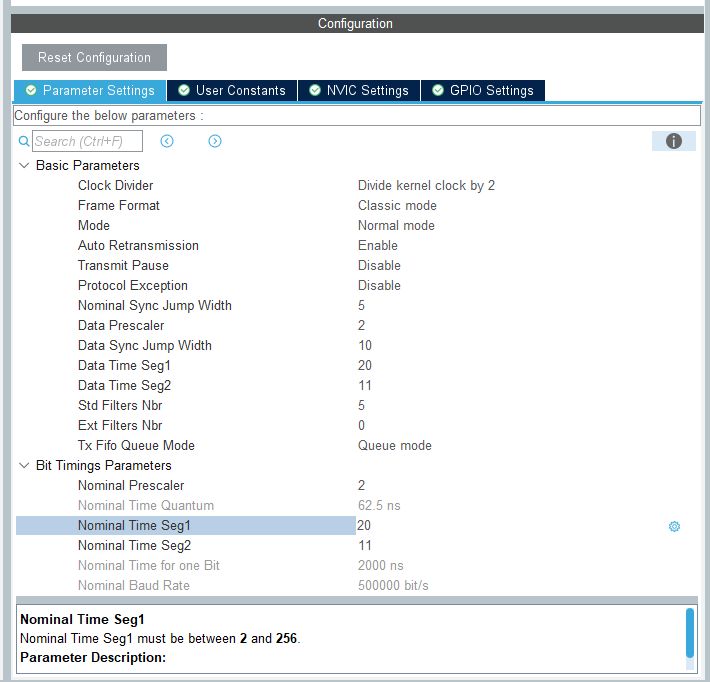 Configuration
Reset Configuration
Parameter Settings User Constants NVIC Settings GPIO Settings
Configure the below parameters :
Search (Ctrl+F)
Basic Parameters
Clock Divider Divide kernel clock by 2
Frame Format Classic mode
Mode Normal mode
Auto Retransmission Enable
Transmit Pause Disable
Protocol Exception Disable
Nominal Sync Jump Width 5
Data Prescaler 2
Data Sync Jump Width 10
Data Time Seg1 20
Data Time Seg2 11
Std Filters Nbr 5
Ext Filters Nbr 0
Tx Fifo Queue Mode Queue mode
Bit Timings Parameters
Nominal Prescaler 2
Nominal Time Quantum 62.5 ns
Nominal Time Seg1 20
Nominal Time Seg2 11
Nominal Time for one Bit 2000 ns
Nominal Baud Rate 500000 bit/s
Nominal Time Seg1
Nominal Time Seg1 must be between 2 and 256.
Parameter Description: